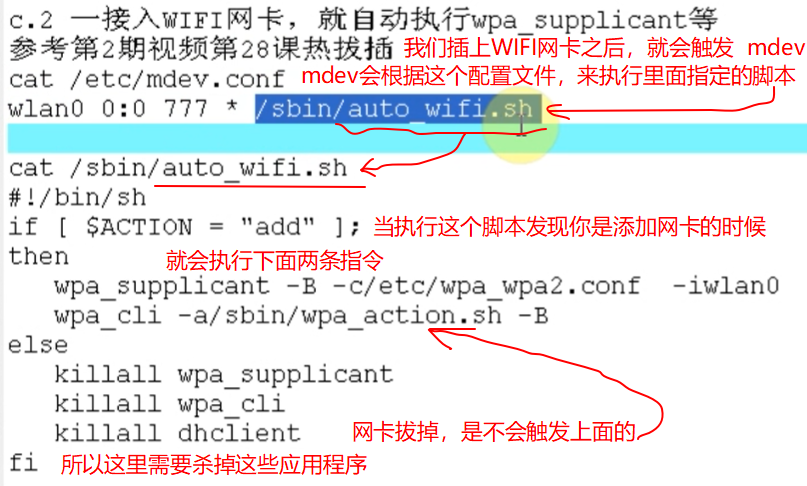 c.2 一接入WIFI网卡，就自动执行wpa_supplicant等
参考第2期视频第28课热拔插 我们插上WIFI网卡之后，就会触发 mdev
cat /etc/mdev.conf mdev会根据这个配置文件，来执行里面指定的脚本
wlan0 0:0 777 * /sbin/auto_wifi.sh
cat /sbin/auto_wifi.sh
#!/bin/sh
if [ $ACTION = "add" ]; 当执行这个脚本发现你是添加网卡的时候
then 就会执行下面两条指令
wpa_supplicant -B -c/etc/wpa_wpa2.conf -iwlan0
wpa_cli -a/sbin/wpa_action.sh -B
else
killall wpa_supplicant
killall wpa_cli
killall dhclient 网卡拔掉，是不会触发上面的
fi 所以这里需要杀掉这些应用程序